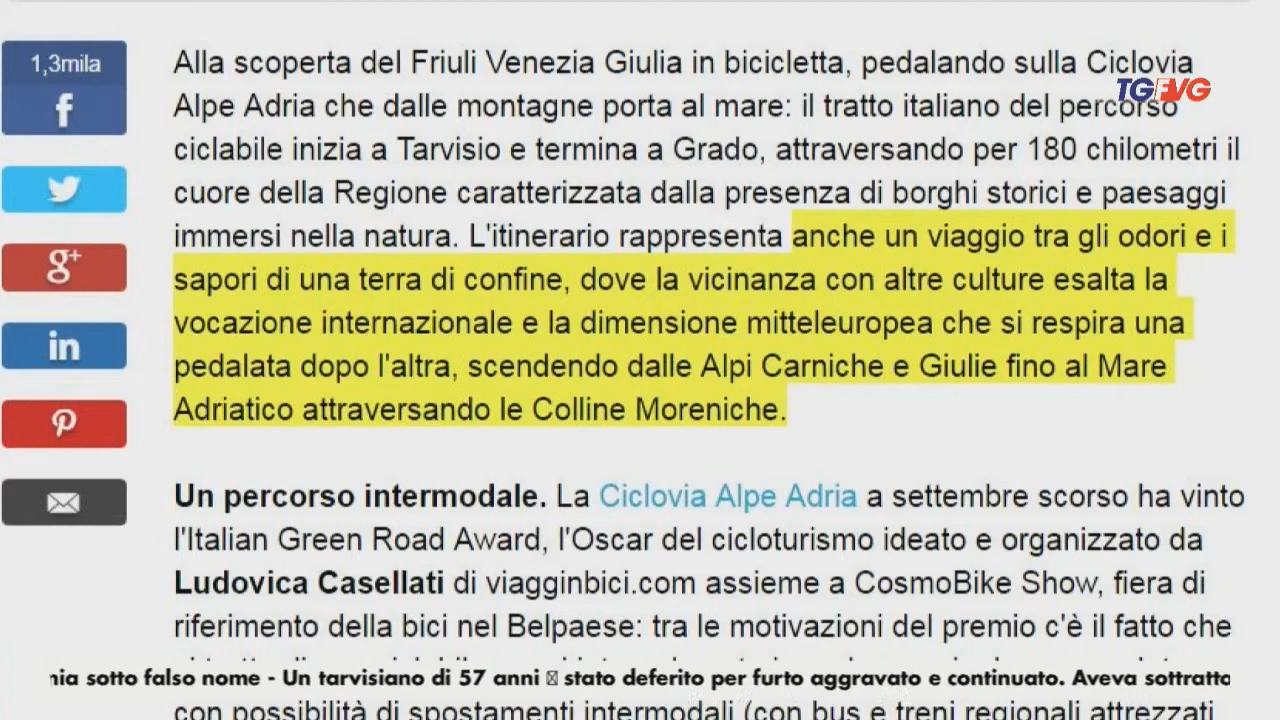 1,3mila
Alla scoperta del Friuli Venezia Giulia in bicicletta, pedalando sulla Ciclovia
TGFVG
Alpe Adria che dalle montagne porta al mare: il tratto italiano del percorso
ciclabile inizia a Tarvisio e termina a Grado, attraversando per 180 chilometri il
cuore della Regione caratterizzata dalla presenza di borghi storici e paesaggi
immersi nella natura. L'itinerario rappresenta anche un viaggio tra gli odori e i
sapori di una terra di confine, dove la vicinanza con altre culture esalta la
vocazione internazionale e la dimensione mitteleuropea che si respira una
pedalata dopo l'altra, scendendo dalle Alpi Carniche e Giulie fino al Mare
Adriatico attraversando le Colline Moreniche.
Un percorso intermodale. La Ciclovia Alpe Adria a settembre scorso ha vinto
l'Italian Green Road Award, l'Oscar del cicloturismo ideato e organizzato da
Ludovica Casellati di viagginbici.com assieme a CosmoBike Show, fiera di
riferimento della bici nel Belpaese: tra le motivazioni del premio c'è il fatto che
nia sotto falso nome - Un tarvisiano di 57 anni stato deferito per furto aggravato e continuato. Aveva sottratto
con possibilità di spostamenti intermodali (con bus e treni regionali attrezzati